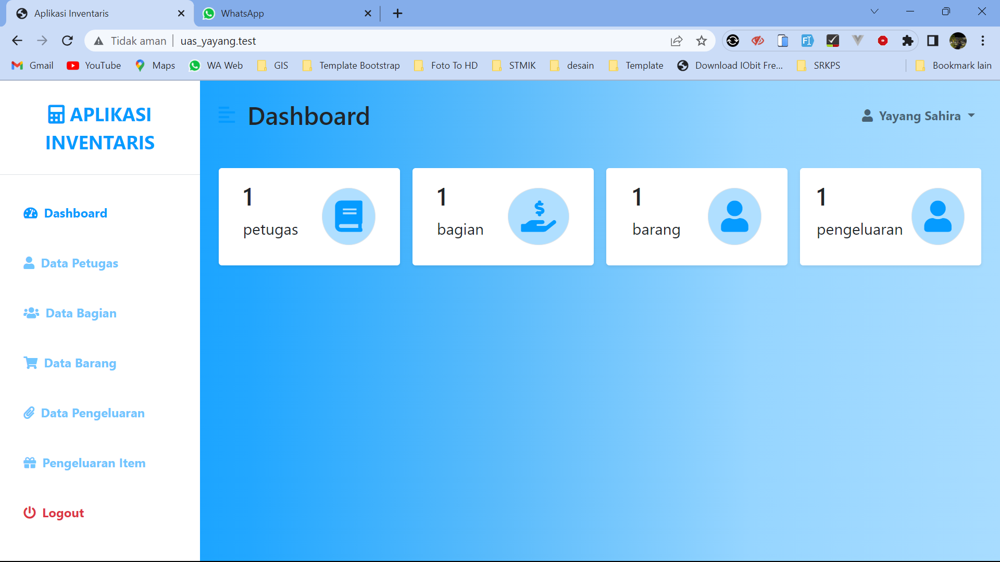 Aplikasi Inventaris
WhatsApp
Tidak aman
uas_yayang.test
Gmail
YouTube
Maps
WA Web
GIS
Template Bootstrap
Foto To HD
STMIK
desain
Template
Download IObit Fre...
SRKPS
Bookmark lain
APLIKASI
INVENTARIS
Dashboard
Yayang Sahira
1
petugas
1
bagian
1
barang
1
pengeluaran
Dashboard
Data Petugas
Data Bagian
Data Barang
Data Pengeluaran
Pengeluaran Item
Logout